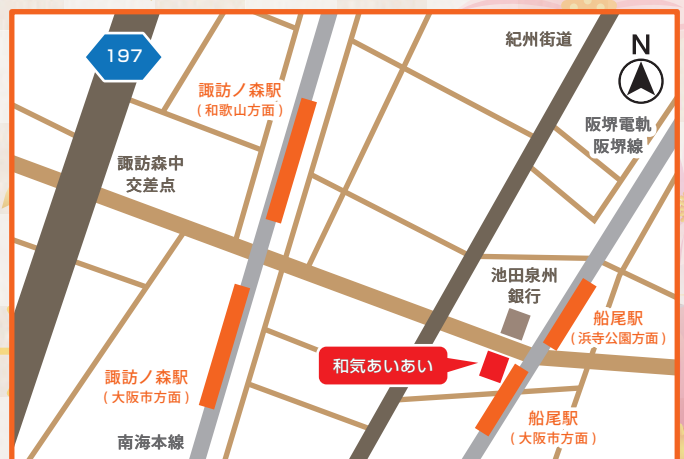 紀州街道
N
197
諏訪ノ森駅
(和歌山方面)
阪堺電軌
阪堺線
諏訪森中
交差点
池田泉州
銀行
船尾駅
(浜寺公園方面)
和気あいあい
諏訪ノ森駅
(大阪市方面)
船尾駅
(大阪市方面)
南海本線